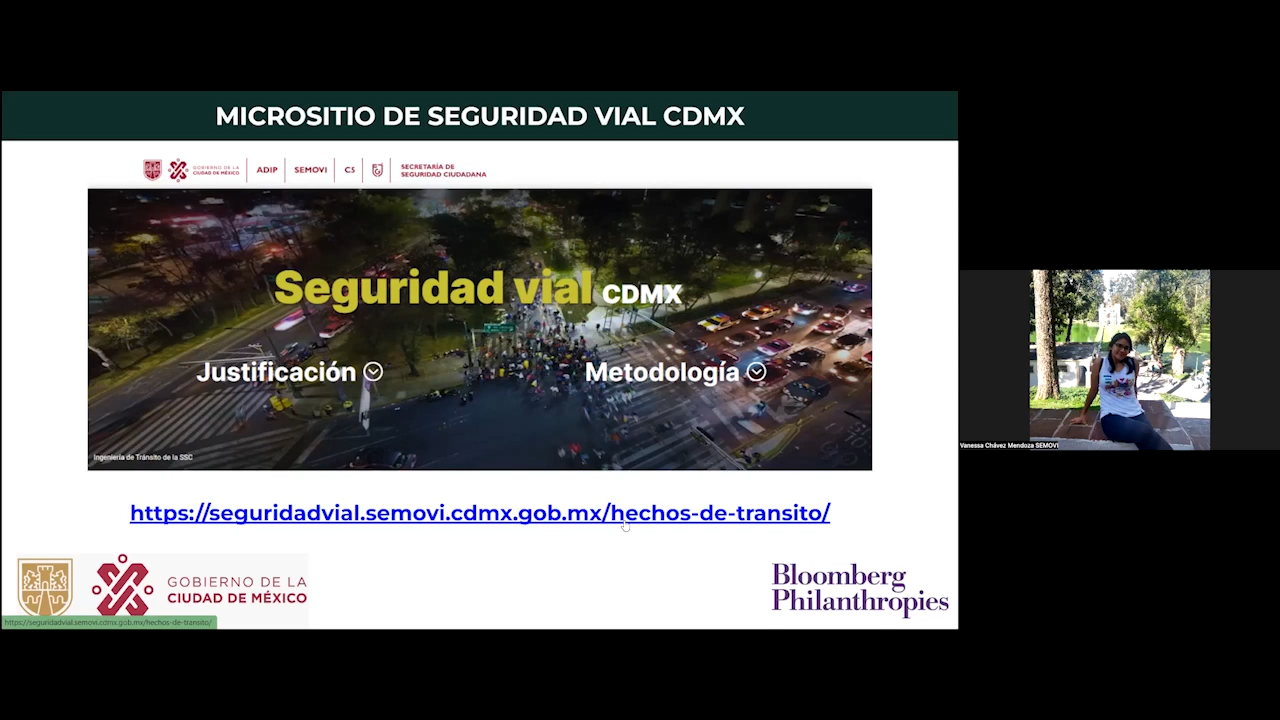 MICROSITIO DE SEGURIDAD VIAL CDMX
GOBIERNO DE LA
CIUDAD DE MÉXICO
ADIP
SEMOVI
C5
SECRETARÍA DE
SEGURIDAD CIUDADANA
Seguridad vial CDMX
Justificación
Metodología
Ingeniería de Tránsito de la SSC
https://seguridadvial.semovi.cdmx.gob.mx/hechos-de-transito/
GOBIERNO DE LA
CIUDAD DE MÉXICO
Bloomberg
Philanthropies
https://seguridadvial.semovi.cdmx.gob.mx/hechos-de-transito/
Vanessa Chávez Mendoza SEMOVI